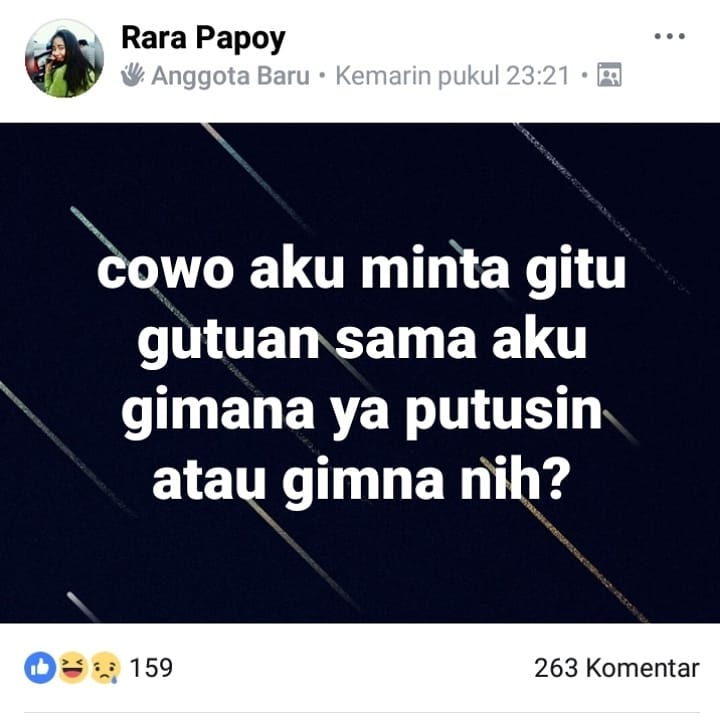 Rara Papoy
Anggota Baru • Kemarin pukul 23:21 •
cowo aku minta gitu
gutuan sama aku
gimana ya putusin
atau gimna nih?
159
263 Komentar